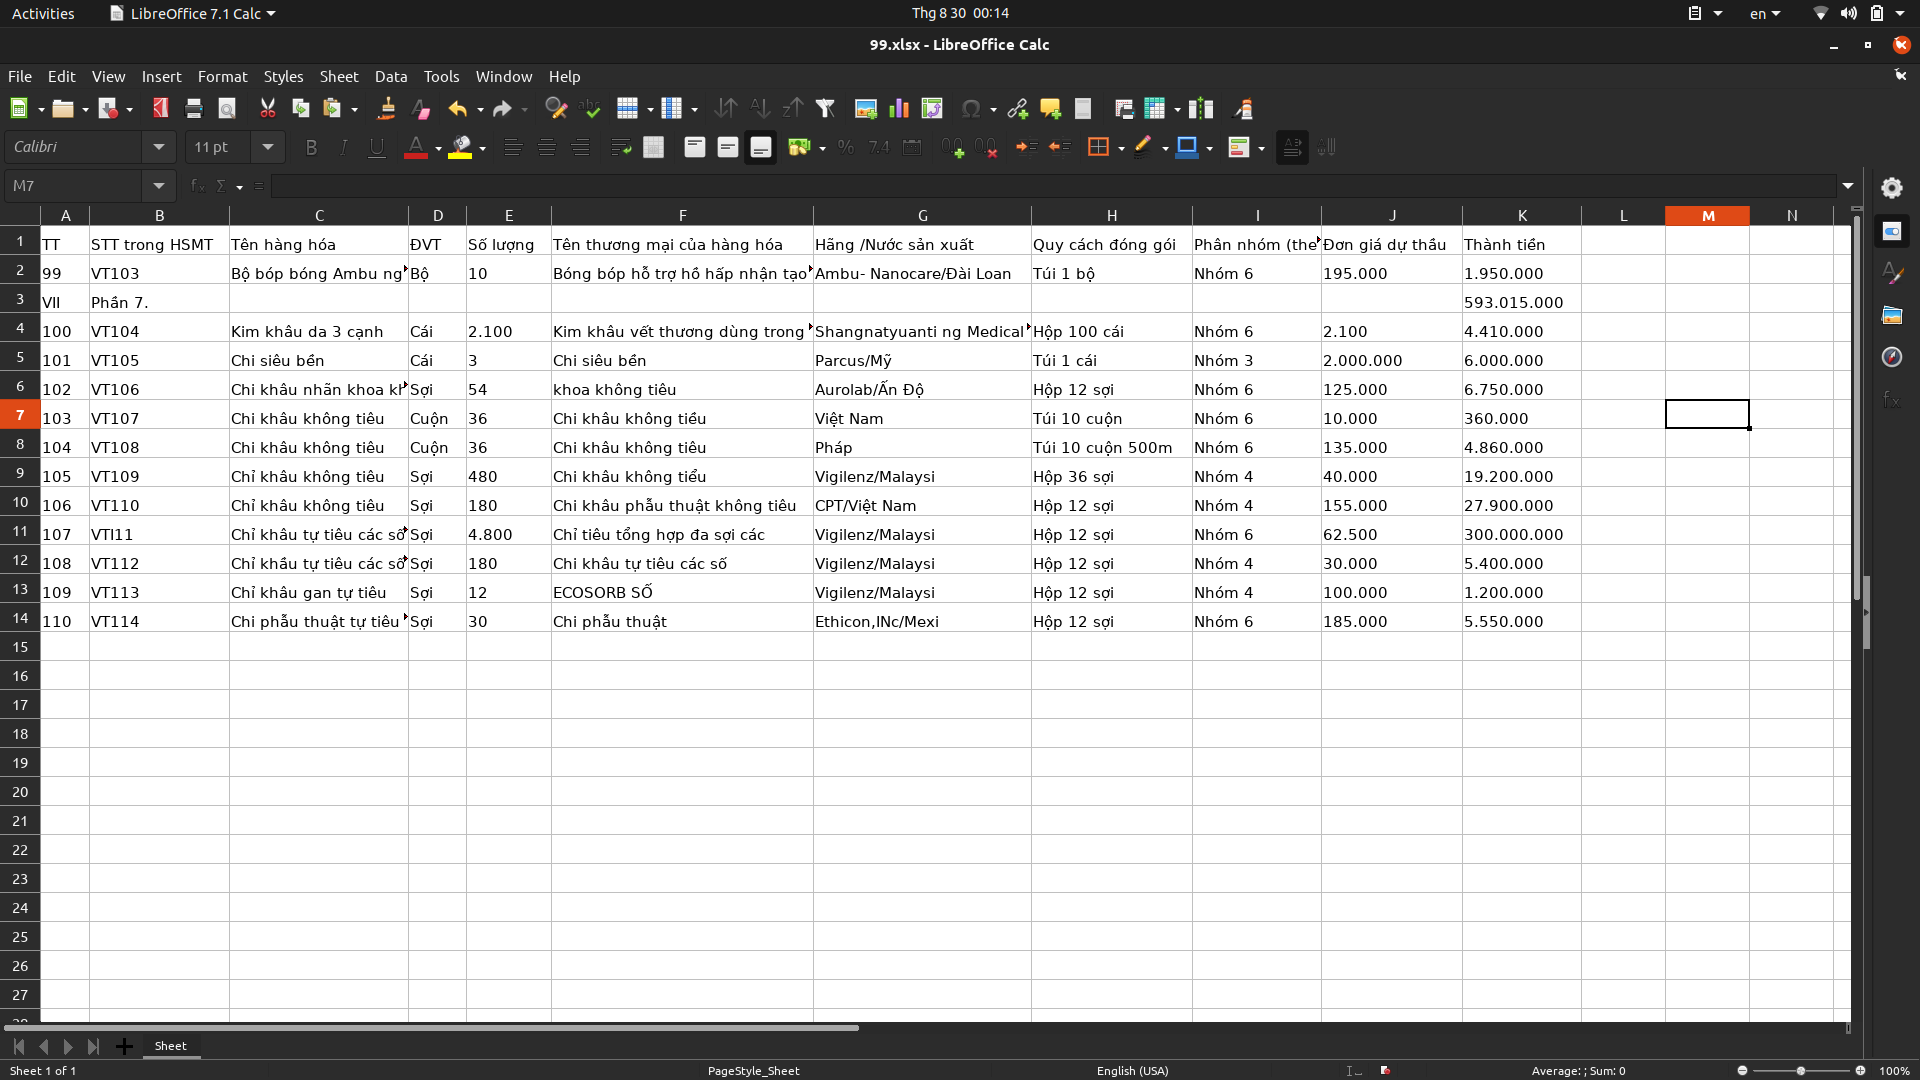 Activities LibreOffice 7.1 Calc Thg 8 30 00:14 en
99.xlsx - LibreOffice Calc
File Edit View Insert Format Styles Sheet Data Tools Window Help
Calibri 11 pt
M7
A B C D E F G H I J K L M N
1 TT STT trong HSMT Tên hàng hóa ĐVT Số lượng Tên thương mại của hàng hóa Hãng /Nước sản xuất Quy cách đóng gói Phân nhóm (the Đơn giá dự thầu Thành tiền
2 99 VT103 Bộ bóp bóng Ambu ng Bộ 10 Bóng bóp hỗ trợ hồ hấp nhận tạo Ambu- Nanocare/Đài Loan Túi 1 bộ Nhóm 6 195.000 1.950.000
3 VII Phần 7. 593.015.000
4 100 VT104 Kim khâu da 3 cạnh Cái 2.100 Kim khâu vết thương dùng trong Shangnatyuanti ng Medical Hộp 100 cái Nhóm 6 2.100 4.410.000
5 101 VT105 Chi siêu bền Cái 3 Chi siêu bền Parcus/Mỹ Túi 1 cái Nhóm 3 2.000.000 6.000.000
6 102 VT106 Chi khâu nhãn khoa kh Sợi 54 khoa không tiêu Aurolab/Ấn Độ Hộp 12 sợi Nhóm 6 125.000 6.750.000
7 103 VT107 Chi khâu không tiêu Cuộn 36 Chi khâu không tiều Việt Nam Túi 10 cuộn Nhóm 6 10.000 360.000
8 104 VT108 Chi khâu không tiêu Cuộn 36 Chi khâu không tiêu Pháp Túi 10 cuộn 500m Nhóm 6 135.000 4.860.000
9 105 VT109 Chỉ khâu không tiêu Sợi 480 Chi khâu không tiểu Vigilenz/Malaysi Hộp 36 sợi Nhóm 4 40.000 19.200.000
10 106 VT110 Chỉ khâu không tiêu Sợi 180 Chi khâu phẫu thuật không tiêu CPT/Việt Nam Hộp 12 sợi Nhóm 4 155.000 27.900.000
11 107 VTI11 Chỉ khâu tự tiêu các số Sợi 4.800 Chỉ tiêu tổng hợp đa sợi các Vigilenz/Malaysi Hộp 12 sợi Nhóm 6 62.500 300.000.000
12 108 VT112 Chỉ khầu tự tiêu các số Sợi 180 Chi khâu tự tiêu các số Vigilenz/Malaysi Hộp 12 sợi Nhóm 4 30.000 5.400.000
13 109 VT113 Chỉ khâu gan tự tiêu Sợi 12 ECOSORB SỐ Vigilenz/Malaysi Hộp 12 sợi Nhóm 4 100.000 1.200.000
14 110 VT114 Chi phẫu thuật tự tiêu Sợi 30 Chi phẫu thuật Ethicon,INc/Mexi Hộp 12 sợi Nhóm 6 185.000 5.550.000
15
16
17
18
19
20
21
22
23
24
25
26
27
28
Sheet
Sheet 1 of 1 PageStyle_Sheet English (USA) Average: ; Sum: 0 100%